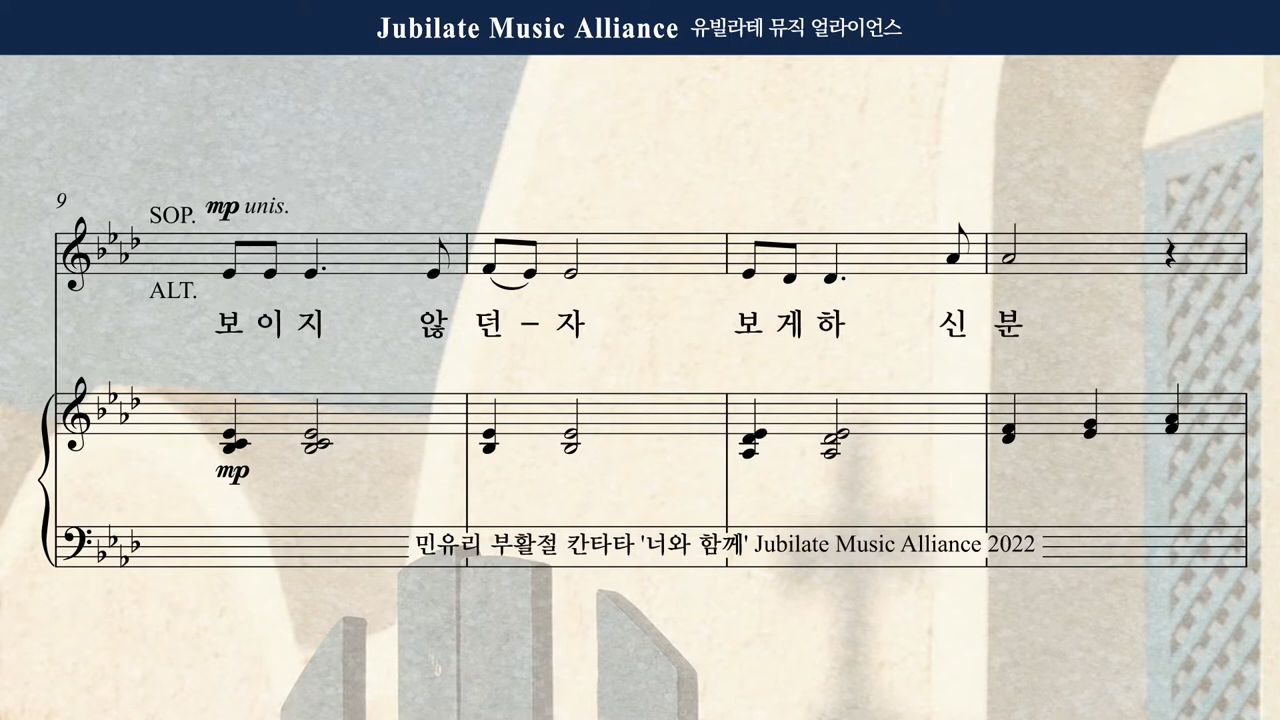 Jubilate Music Alliance 유빌라테 뮤직 얼라이언스
9
SOP. mp unis.
ALT.
보 이 지 않 던 – 자 보 게 하 신 분
mp
민유리 부활절 칸타타 '너와 함께' Jubilate Music Alliance 2022